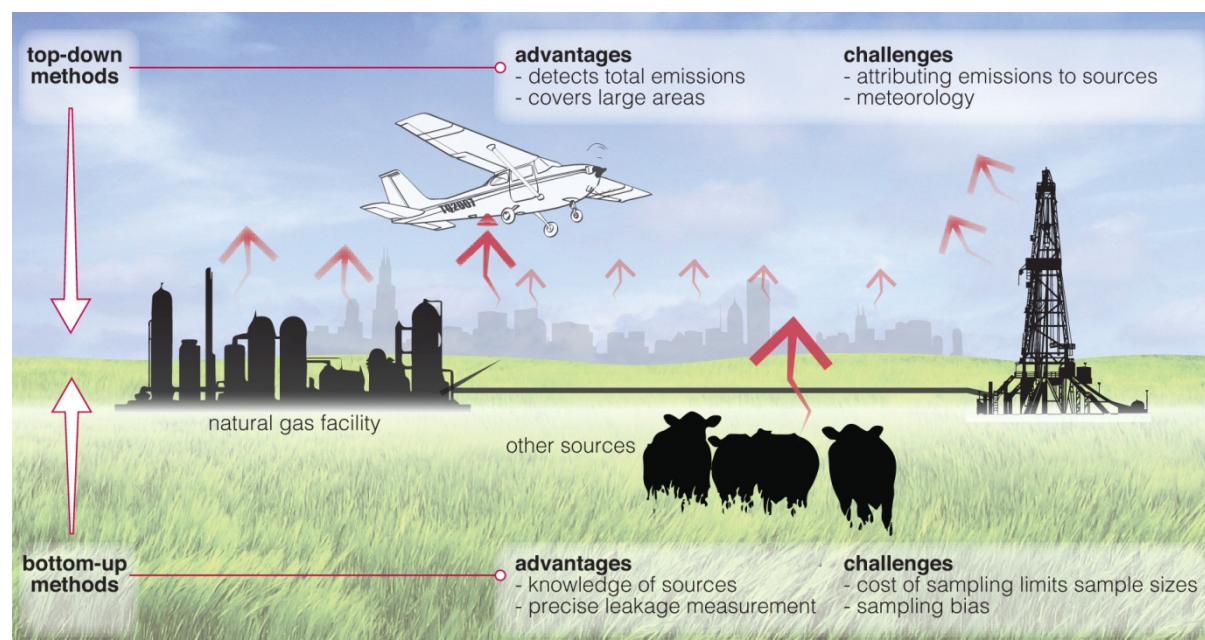 top-down
methods
advantages
- detects total emissions
- covers large areas
challenges
- attributing emissions to sources
- meteorology
TQ2007
natural gas facility
other sources
bottom-up
methods
advantages
- knowledge of sources
- precise leakage measurement
challenges
- cost of sampling limits sample sizes
- sampling bias